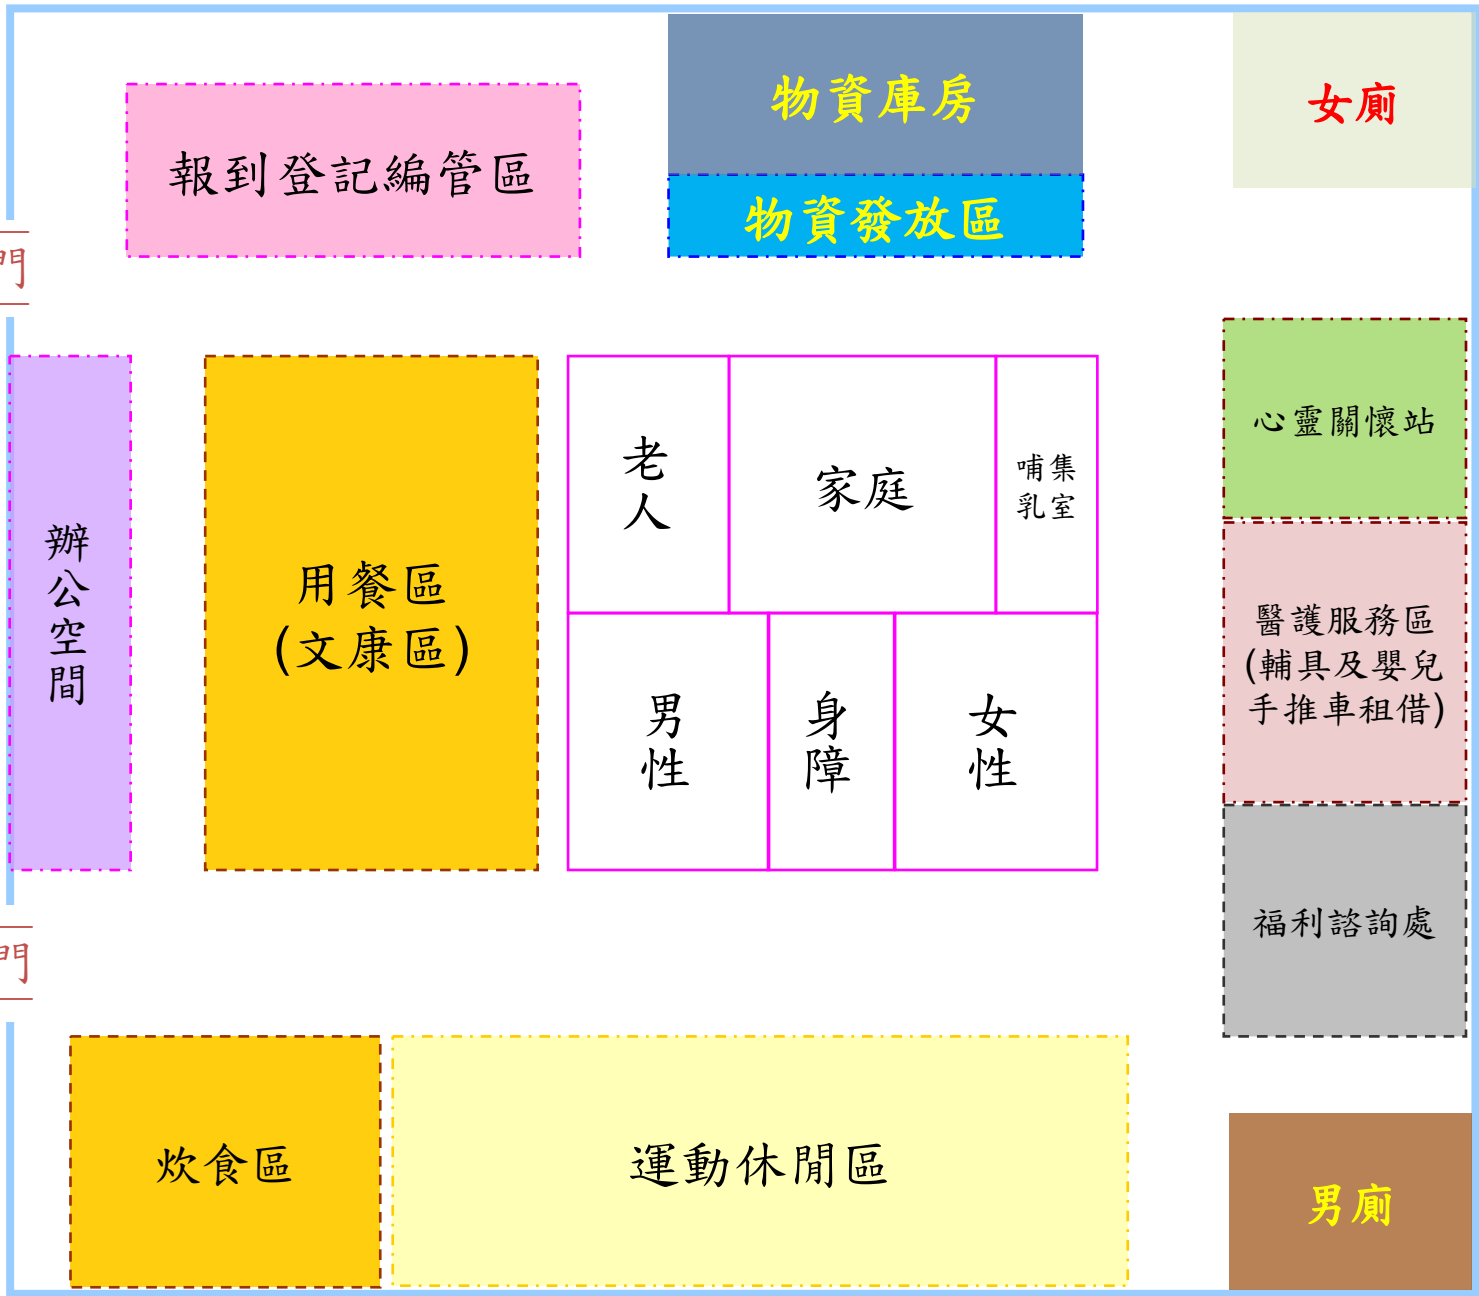 物資庫房
女廁
報到登記編管區
物資發放區
門
辦
公
空
間
用餐區
(文康區)
老
人
家庭
哺集
乳室
男
性
身
障
女
性
心靈關懷站
醫護服務區
(輔具及嬰兒
手推車租借)
福利諮詢處
門
炊食區
運動休閒區
男廁